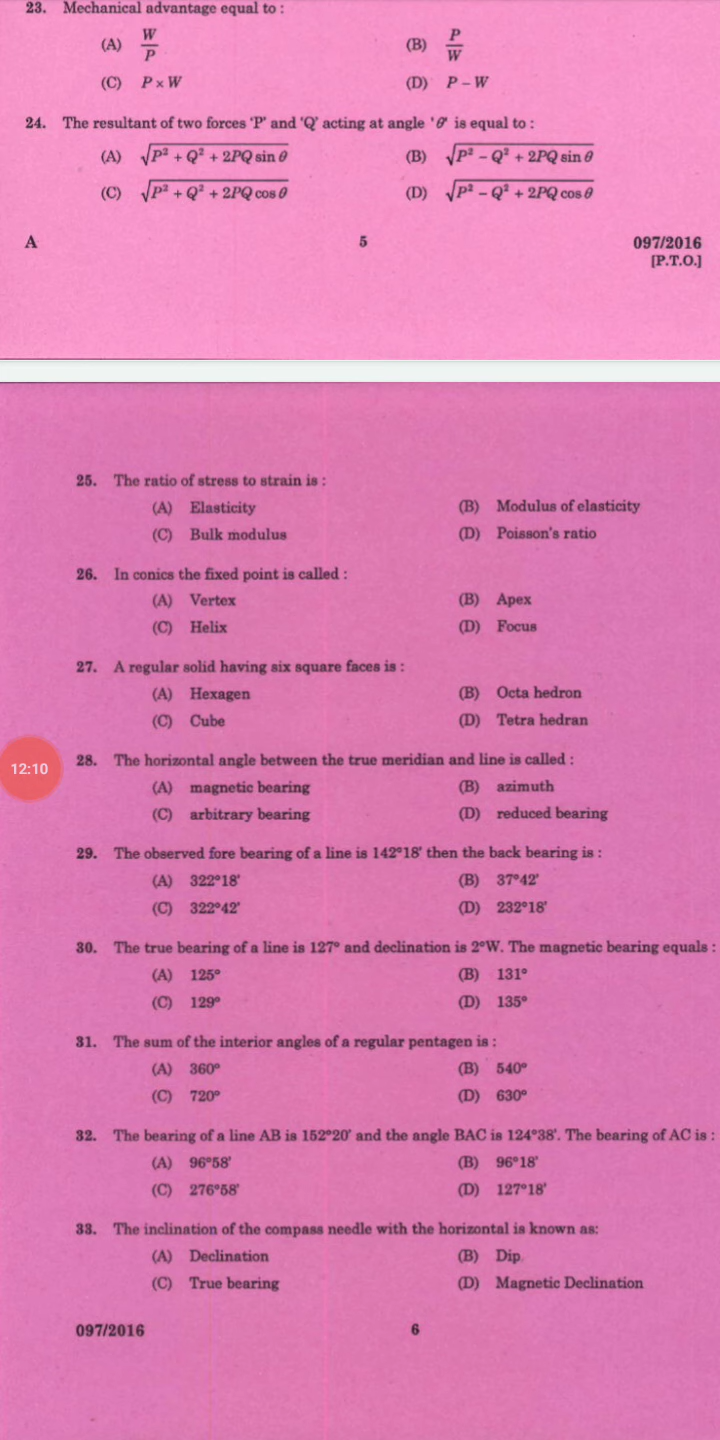 23. Mechanical advantage equal to :
(A) W/P (B) P/W
(C) P × W (D) P – W
24. The resultant of two forces 'P' and 'Q' acting at angle 'θ' is equal to :
(A) √(P² + Q² + 2PQ sin θ) (B) √(P² – Q² + 2PQ sin θ)
(C) √(P² + Q² + 2PQ cos θ) (D) √(P² – Q² + 2PQ cos θ)
A 5 097/2016
[P.T.O.]
25. The ratio of stress to strain is :
(A) Elasticity (B) Modulus of elasticity
(C) Bulk modulus (D) Poisson's ratio
26. In conics the fixed point is called :
(A) Vertex (B) Apex
(C) Helix (D) Focus
27. A regular solid having six square faces is :
(A) Hexagen (B) Octa hedron
(C) Cube (D) Tetra hedran
12:10
28. The horizontal angle between the true meridian and line is called :
(A) magnetic bearing (B) azimuth
(C) arbitrary bearing (D) reduced bearing
29. The observed fore bearing of a line is 142°18' then the back bearing is :
(A) 322°18' (B) 37°42'
(C) 322°42' (D) 232°18'
30. The true bearing of a line is 127° and declination is 2°W. The magnetic bearing equals :
(A) 125° (B) 131°
(C) 129° (D) 135°
31. The sum of the interior angles of a regular pentagen is :
(A) 360° (B) 540°
(C) 720° (D) 630°
32. The bearing of a line AB is 152°20' and the angle BAC is 124°38'. The bearing of AC is :
(A) 96°58' (B) 96°18'
(C) 276°58' (D) 127°18'
33. The inclination of the compass needle with the horizontal is known as:
(A) Declination (B) Dip
(C) True bearing (D) Magnetic Declination
097/2016 6